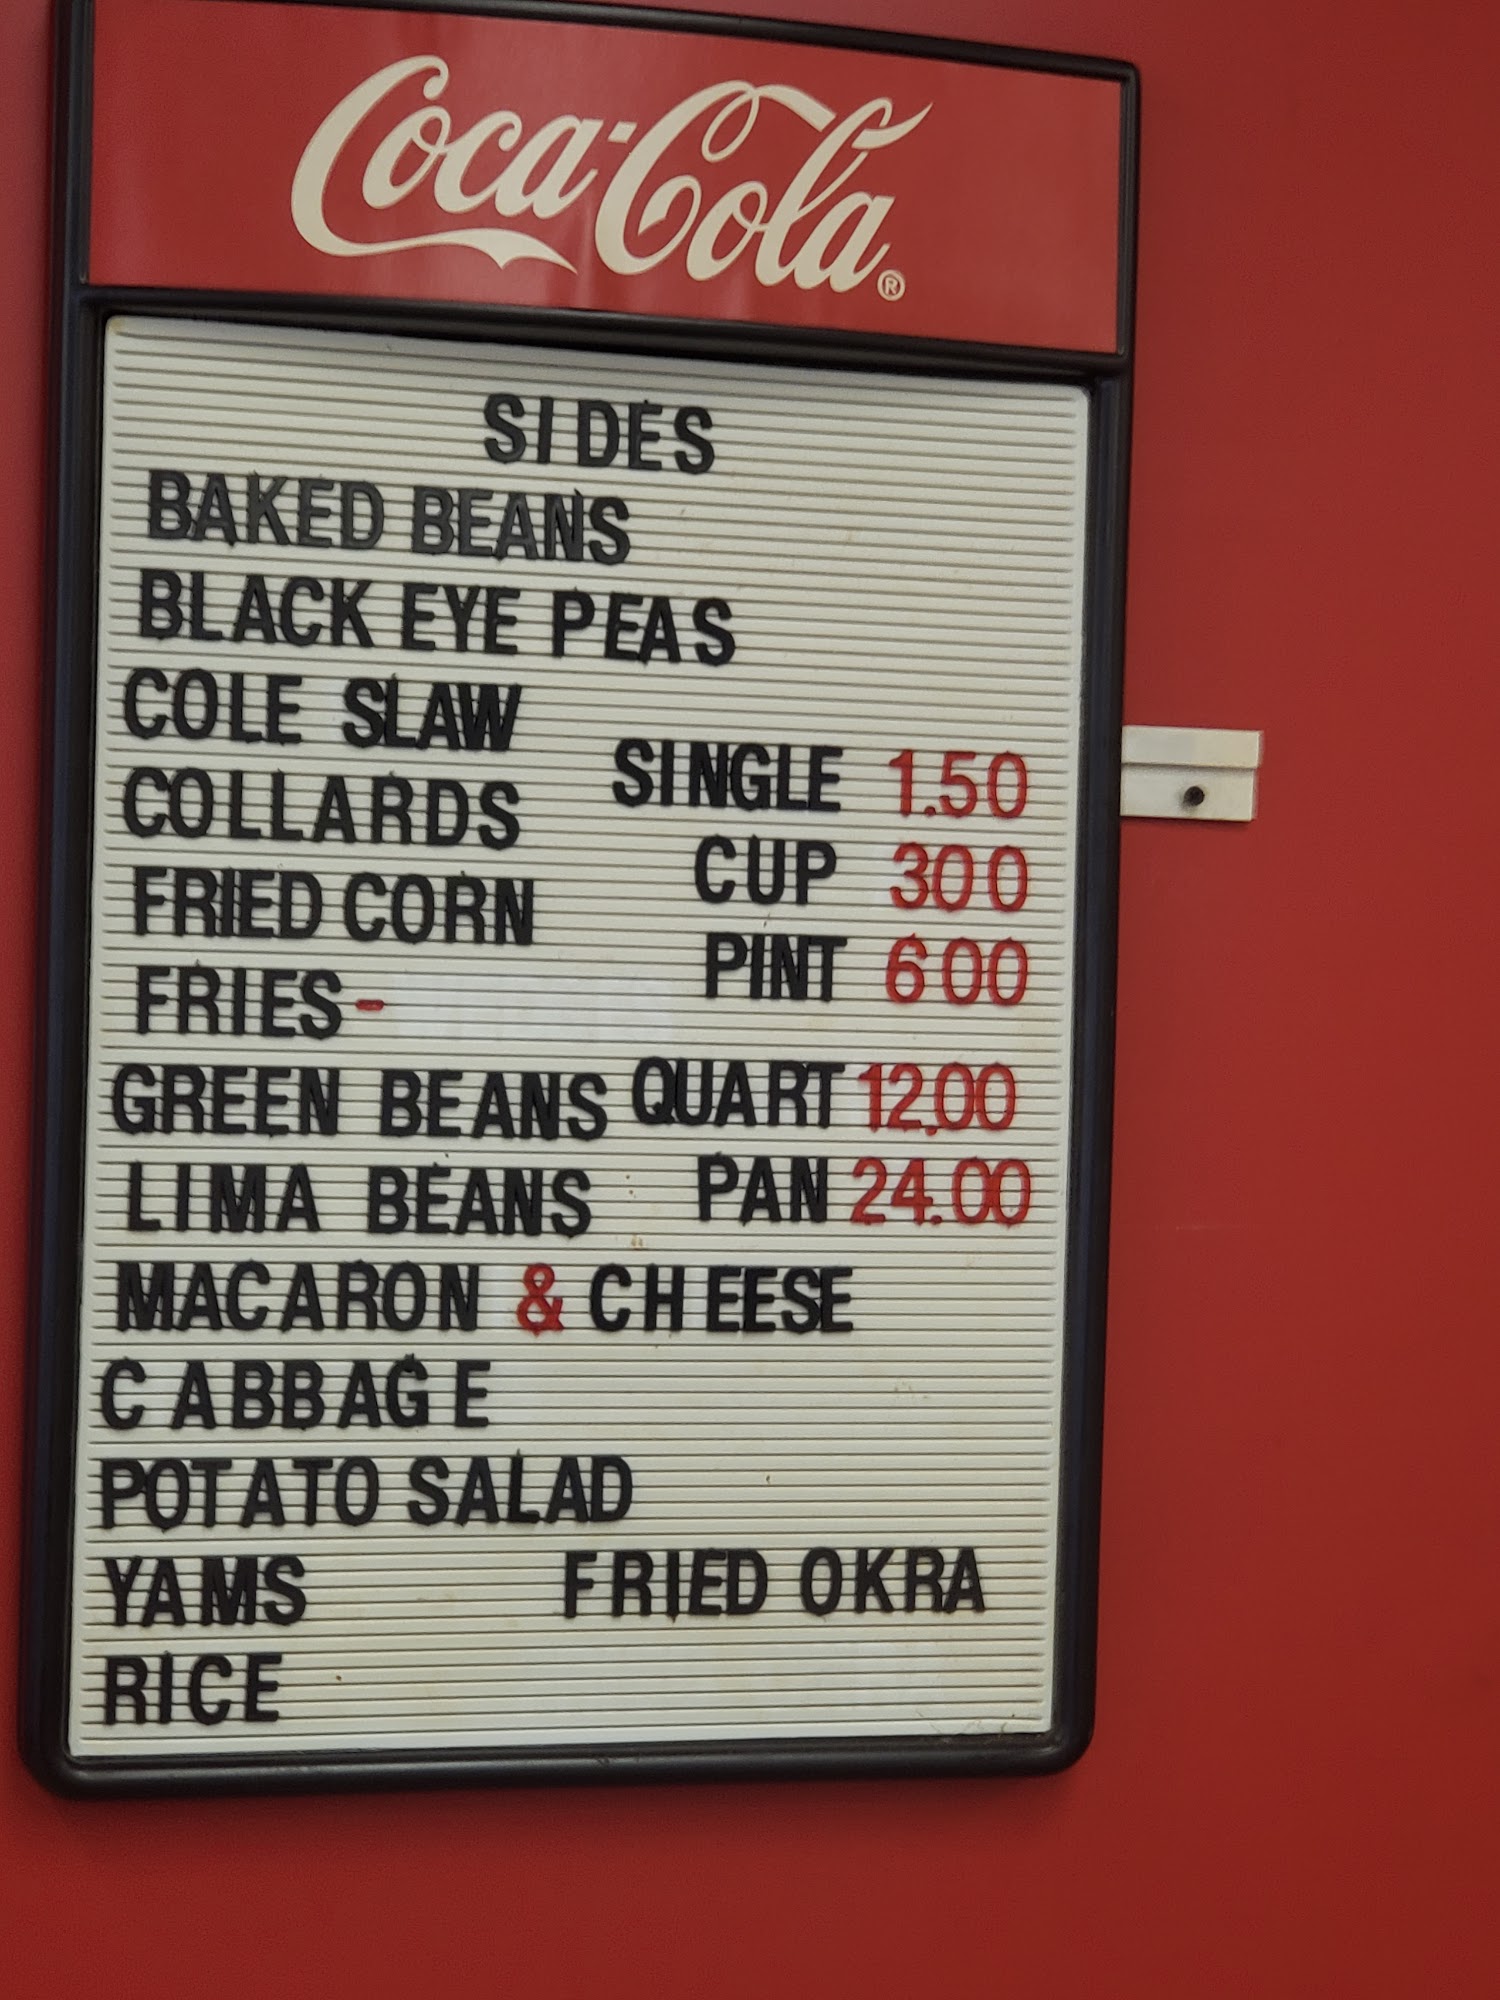 Coca-Cola®
SIDES
BAKED BEANS
BLACK EYE PEAS
COLE SLAW
SINGLE 1.50
COLLARDS
CUP 300
FRIED CORN
PINT 600
FRIES-
GREEN BEANS QUART 12.00
LIMA BEANS PAN 24.00
MACARON & CHEESE
CABBAGE
POTATO SALAD
YAMS FRIED OKRA
RICE